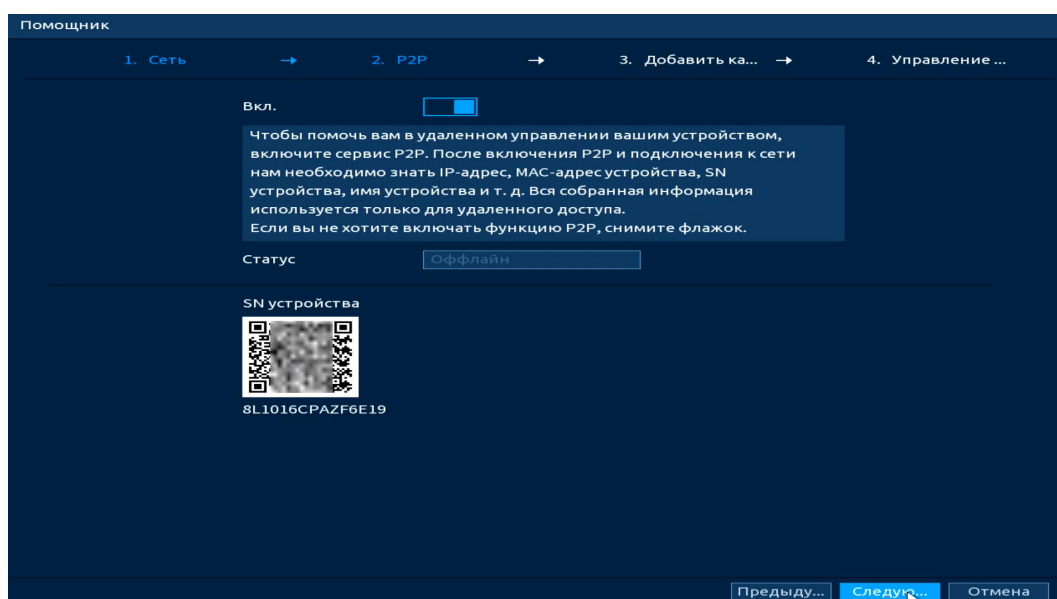 Помощник
1. Сеть → 2. P2P → 3. Добавить ка... → 4. Управление ...
Вкл.
Чтобы помочь вам в удаленном управлении вашим устройством,
включите сервис P2P. После включения P2P и подключения к сети
нам необходимо знать IP-адрес, MAC-адрес устройства, SN
устройства, имя устройства и т. д. Вся собранная информация
используется только для удаленного доступа.
Если вы не хотите включать функцию P2P, снимите флажок.
Статус Оффлайн
SN устройства
8L1016CPAZF6E19
Предыду... Следую... Отмена